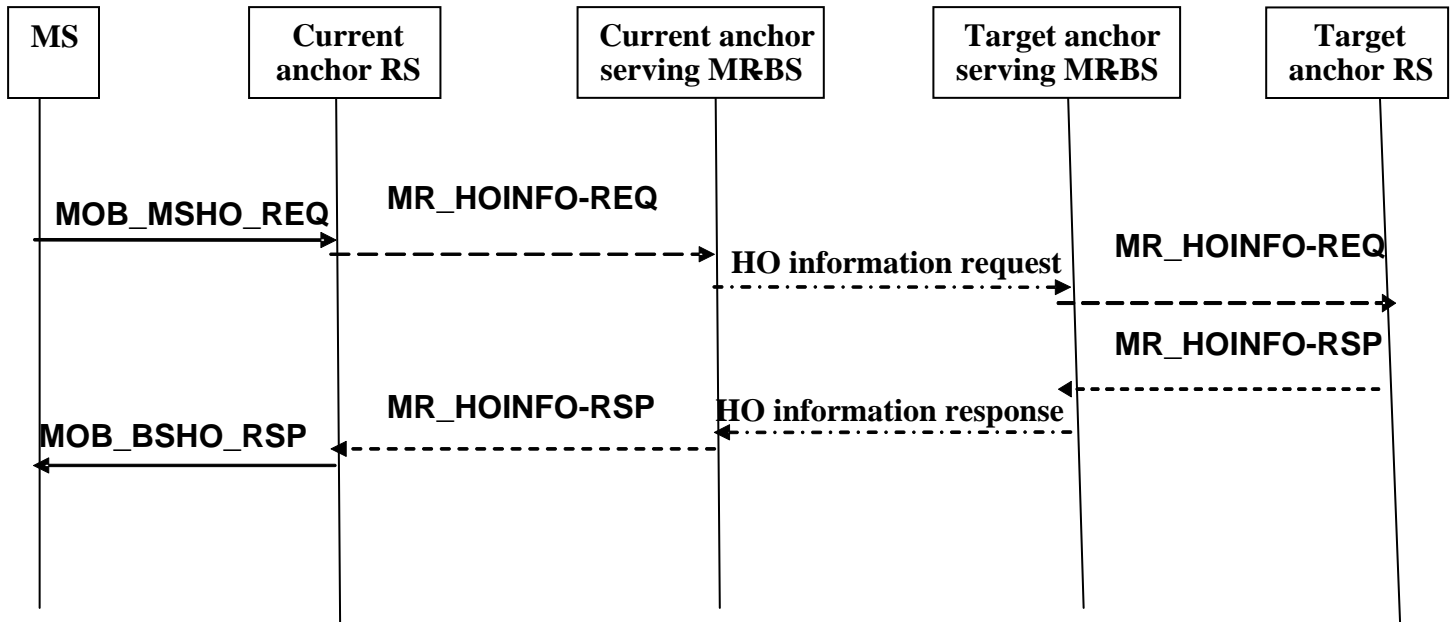 MS
Current
anchor RS
Current anchor
serving MR-BS
Target anchor
serving MR-BS
Target
anchor RS
MOB_MSHO_REQ
MR_HOINFO-REQ
HO information request
MR_HOINFO-REQ
MR_HOINFO-RSP
HO information response
MR_HOINFO-RSP
MOB_BSHO_RSP